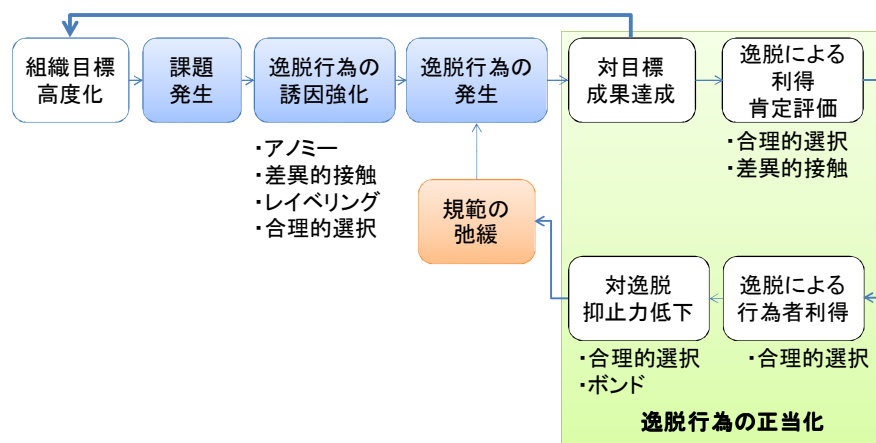 組織目標
高度化
課題
発生
逸脱行為の
誘因強化
逸脱行為の
発生
対目標
成果達成
逸脱による
利得
肯定評価
・アノミー
・差異的接触
・レイベリング
・合理的選択
・合理的選択
・差異的接触
規範の
弛緩
対逸脱
抑止力低下
逸脱による
行為者利得
・合理的選択
・ボンド
・合理的選択
逸脱行為の正当化